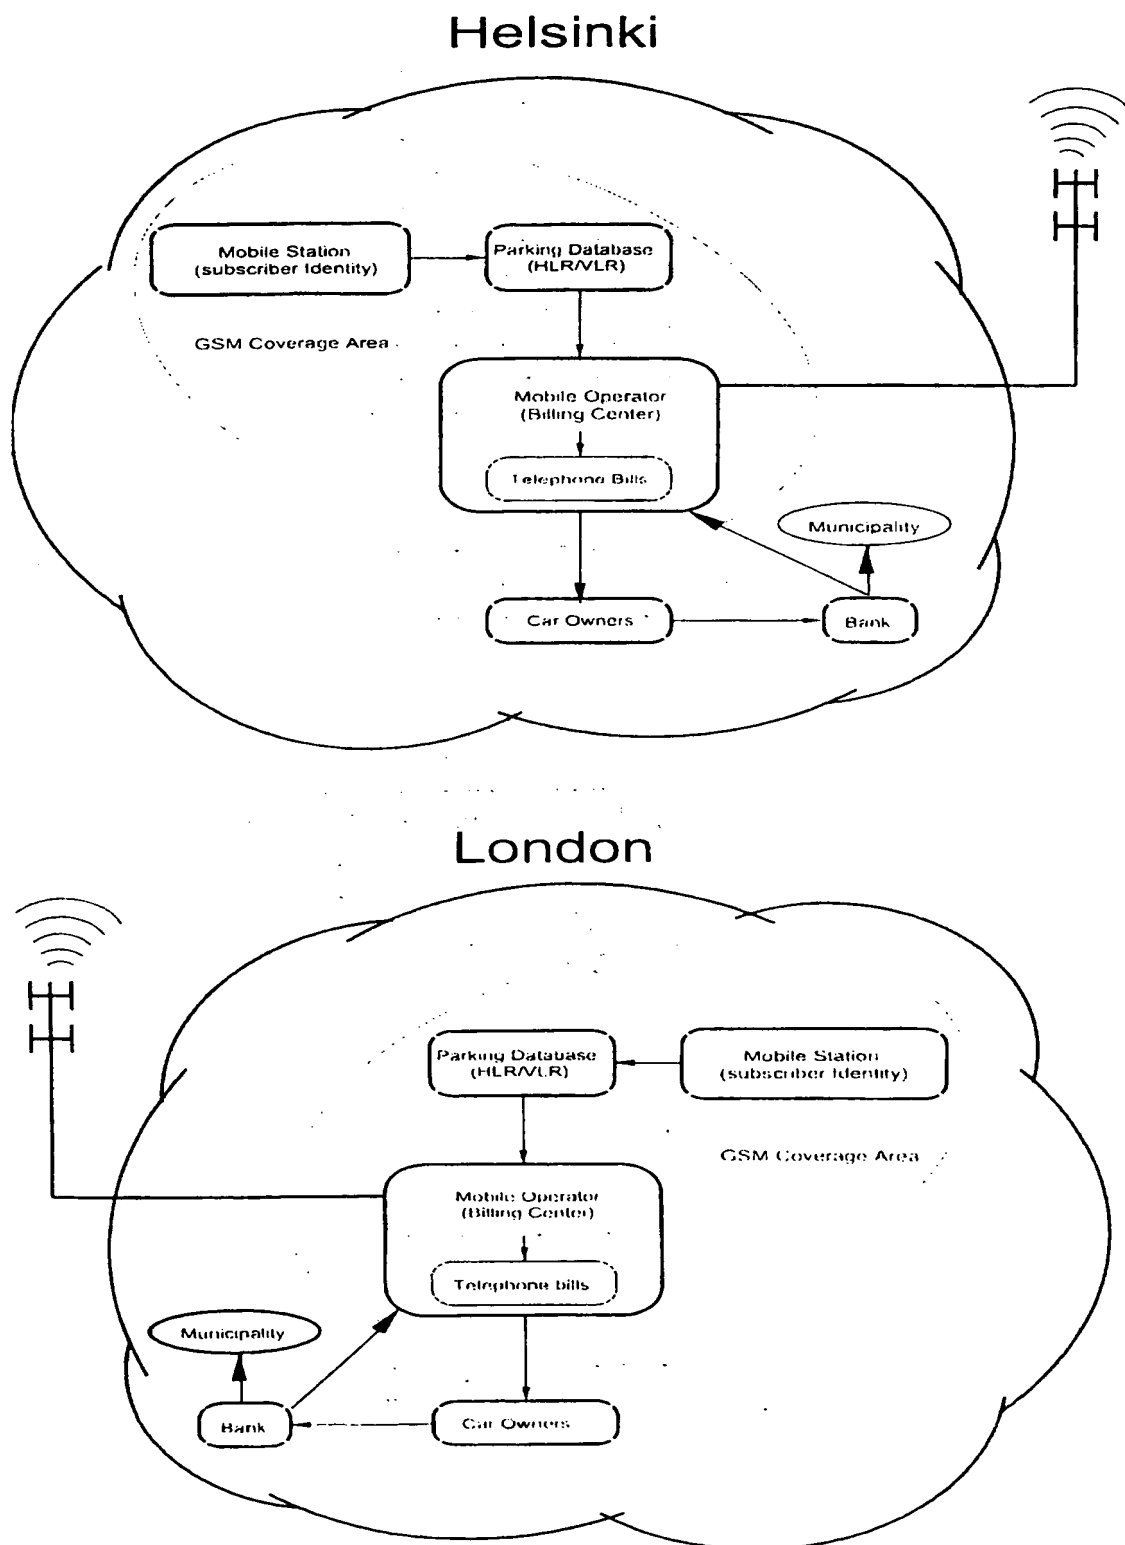 Helsinki
Mobile Station
(subscriber Identity)
Parking Database
(HLR/VLR)
GSM Coverage Area
Mobile Operator
(Billing Center)
Telephone Bills
Municipality
Car Owners
Bank
London
Parking Database
(HLR/VLR)
Mobile Station
(subscriber Identity)
GSM Coverage Area
Mobile Operator
(Billing Center)
Telephone bills
Municipality
Bank
Car Owners